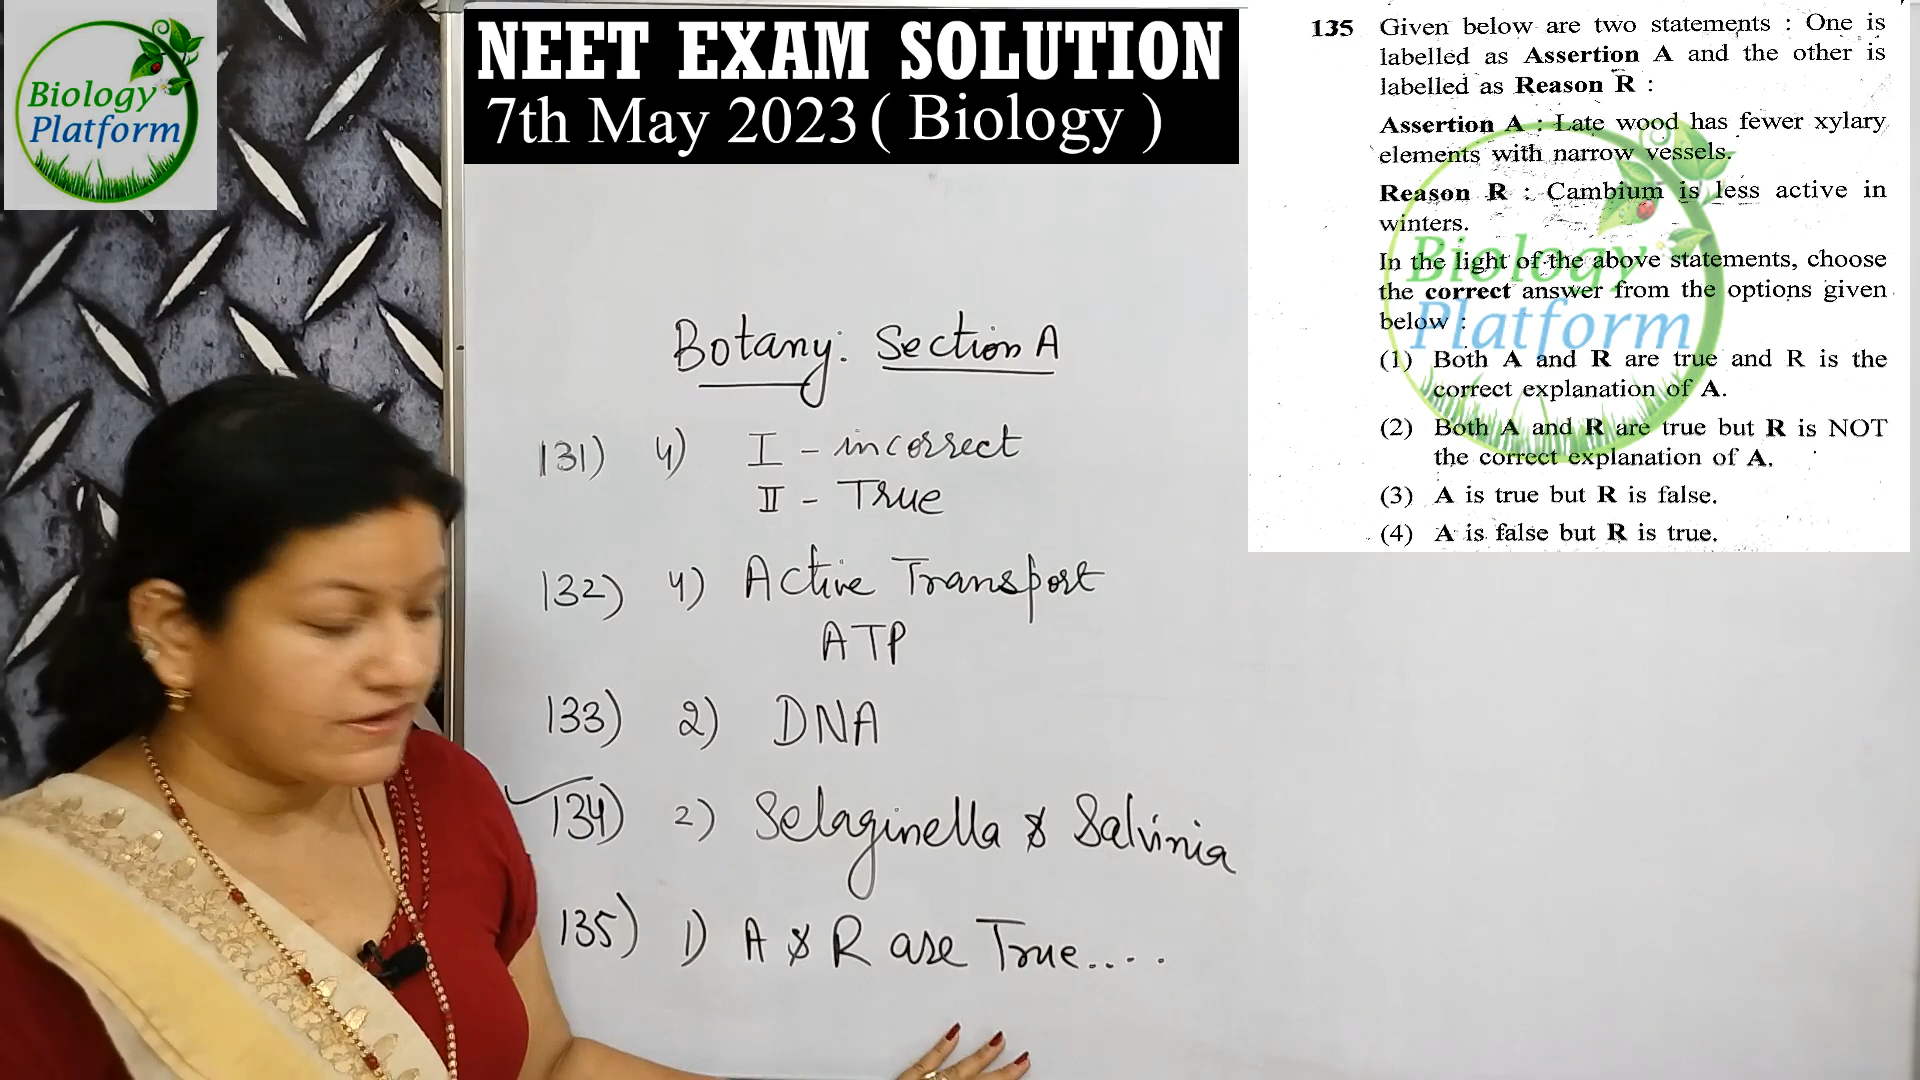 Biology
Platform
NEET EXAM SOLUTION
7th May 2023 ( Biology )
Botany: Section A
131) 4) I - incorrect
II - True
132) 4) Active Transport
ATP
133) 2) DNA
134) 2) Selaginella & Salvinia
135) 1) A & R are True....
135 Given below are two statements : One is
labelled as Assertion A and the other is
labelled as Reason R :
Assertion A : Late wood has fewer xylary
elements with narrow vessels.
Reason R : Cambium is less active in
winters.
In the light of the above statements, choose
the correct answer from the options given
below :
(1) Both A and R are true and R is the
correct explanation of A.
(2) Both A and R are true but R is NOT
the correct explanation of A.
(3) A is true but R is false.
(4) A is false but R is true.
Biology
Platform